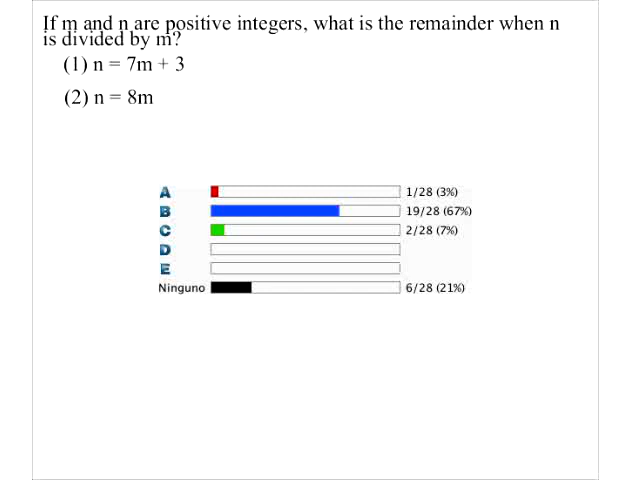 If m and n are positive integers, what is the remainder when n
is divided by m?
(1) n = 7m + 3
(2) n = 8m
A 1/28 (3%)
B 19/28 (67%)
C 2/28 (7%)
D
E
Ninguno 6/28 (21%)